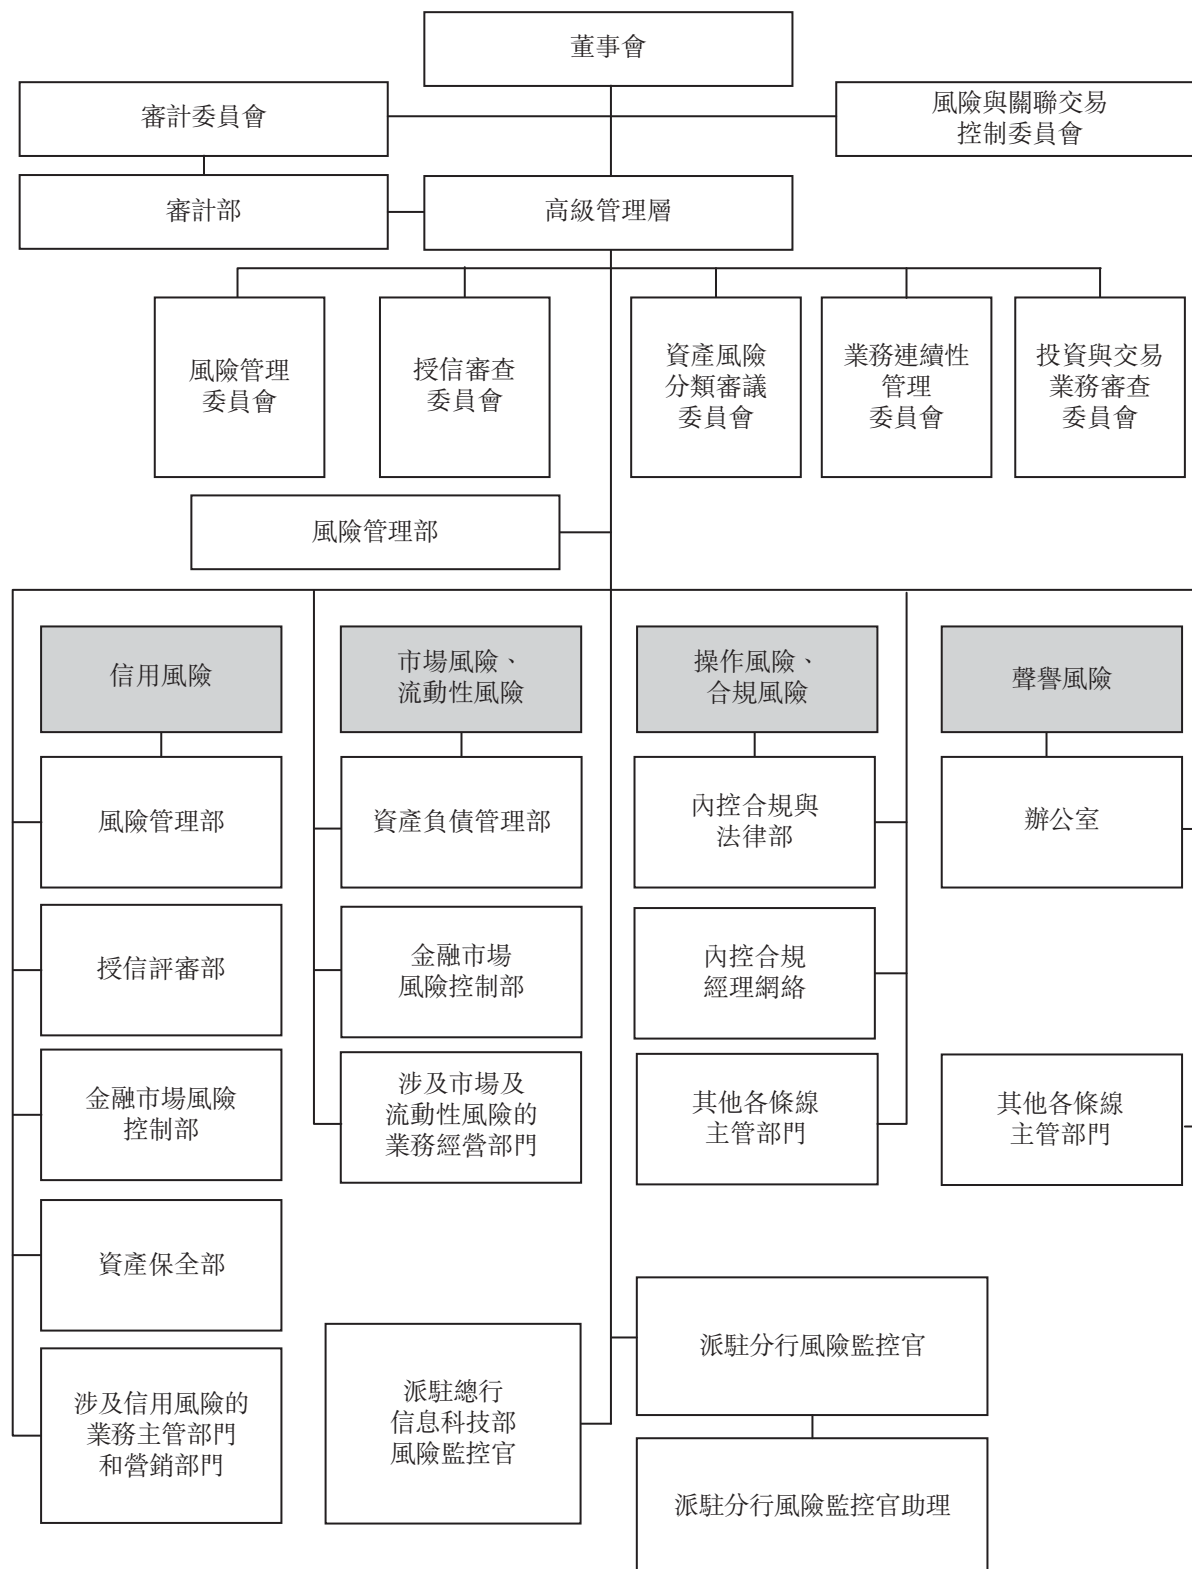 董事會
審計委員會
風險與關聯交易
控制委員會
審計部
高級管理層
風險管理
委員會
授信審查
委員會
資產風險
分類審議
委員會
業務連續性
管理
委員會
投資與交易
業務審查
委員會
風險管理部
信用風險
市場風險、
流動性風險
操作風險、
合規風險
聲譽風險
風險管理部
資產負債管理部
內控合規與
法律部
辦公室
授信評審部
金融市場
風險控制部
內控合規
經理網絡
金融市場風險
控制部
涉及市場及
流動性風險的
業務經營部門
其他各條線
主管部門
其他各條線
主管部門
資產保全部
涉及信用風險的
業務主管部門
和營銷部門
派駐總行
信息科技部
風險監控官
派駐分行風險監控官
派駐分行風險監控官助理